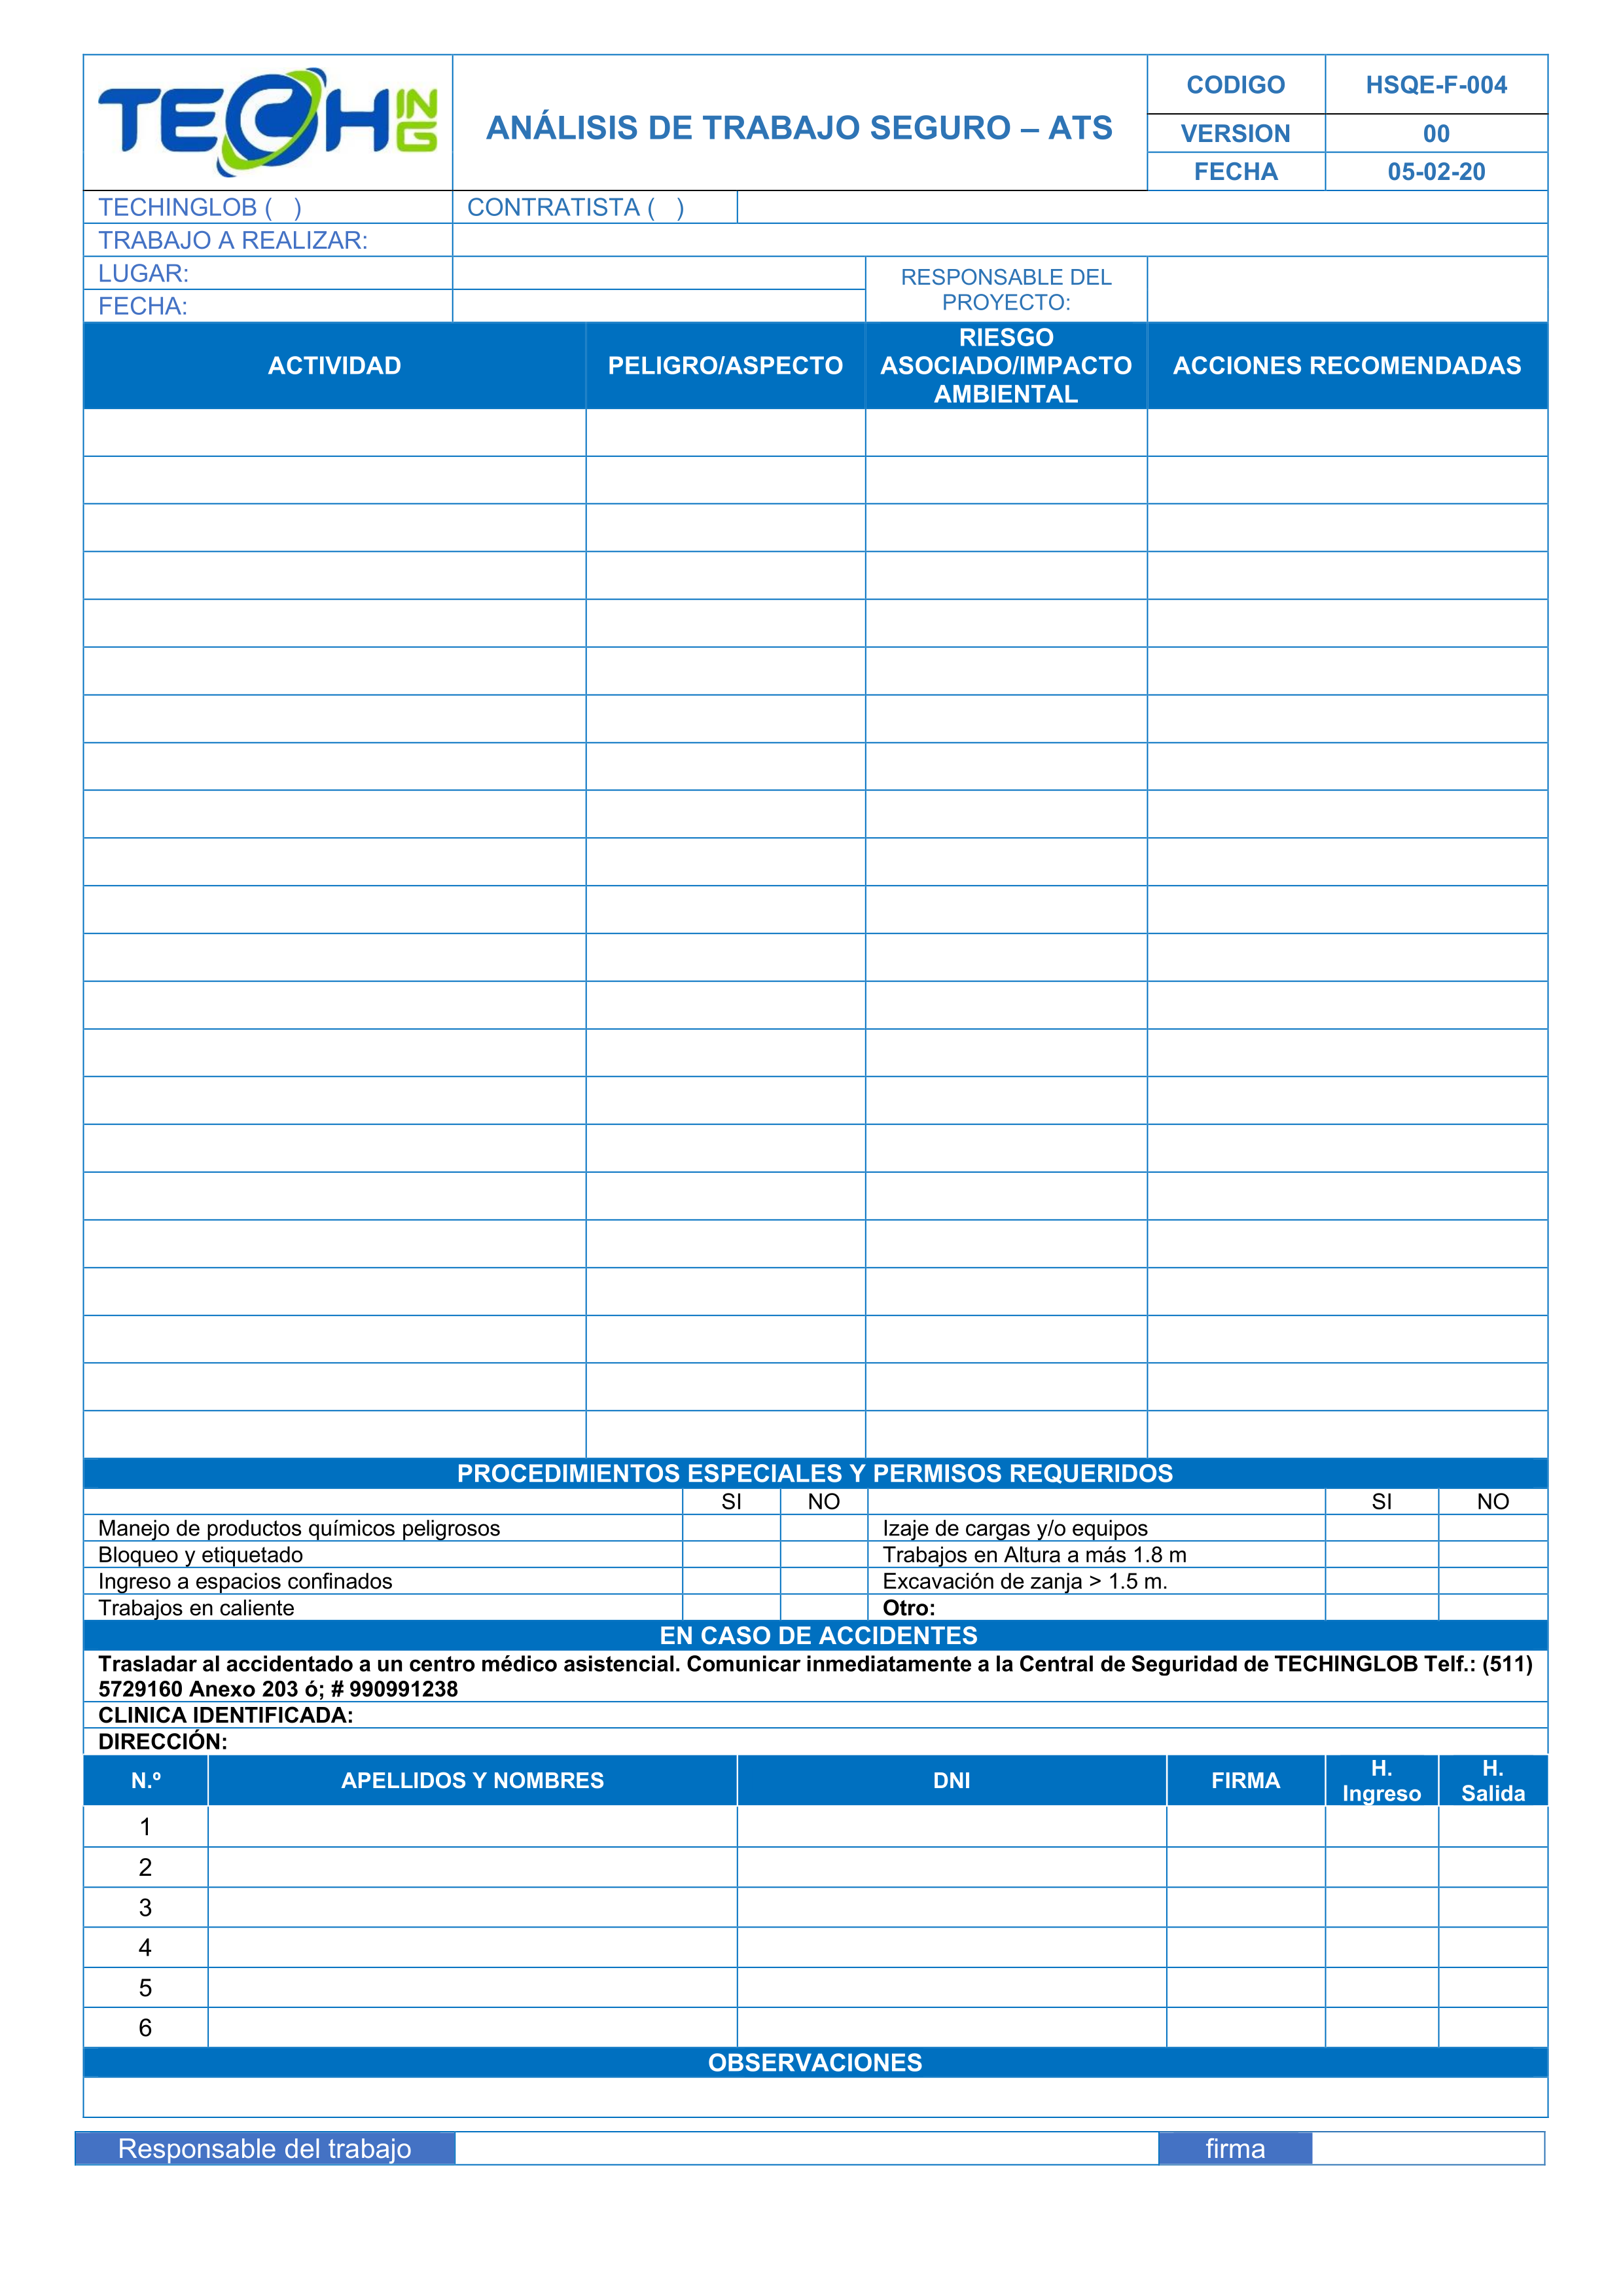 TECH ING
ANÁLISIS DE TRABAJO SEGURO – ATS
CODIGO HSQE-F-004
VERSION 00
FECHA 05-02-20
TECHINGLOB (   ) CONTRATISTA (   )
TRABAJO A REALIZAR:
LUGAR:
FECHA:
RESPONSABLE DEL
PROYECTO:
ACTIVIDAD
PELIGRO/ASPECTO
RIESGO
ASOCIADO/IMPACTO
AMBIENTAL
ACCIONES RECOMENDADAS
PROCEDIMIENTOS ESPECIALES Y PERMISOS REQUERIDOS
SI NO SI NO
Manejo de productos químicos peligrosos Izaje de cargas y/o equipos
Bloqueo y etiquetado Trabajos en Altura a más 1.8 m
Ingreso a espacios confinados Excavación de zanja > 1.5 m.
Trabajos en caliente Otro:
EN CASO DE ACCIDENTES
Trasladar al accidentado a un centro médico asistencial. Comunicar inmediatamente a la Central de Seguridad de TECHINGLOB Telf.: (511)
5729160 Anexo 203 ó; # 990991238
CLINICA IDENTIFICADA:
DIRECCIÓN:
N.º APELLIDOS Y NOMBRES DNI FIRMA H. Ingreso H. Salida
1
2
3
4
5
6
OBSERVACIONES
Responsable del trabajo firma